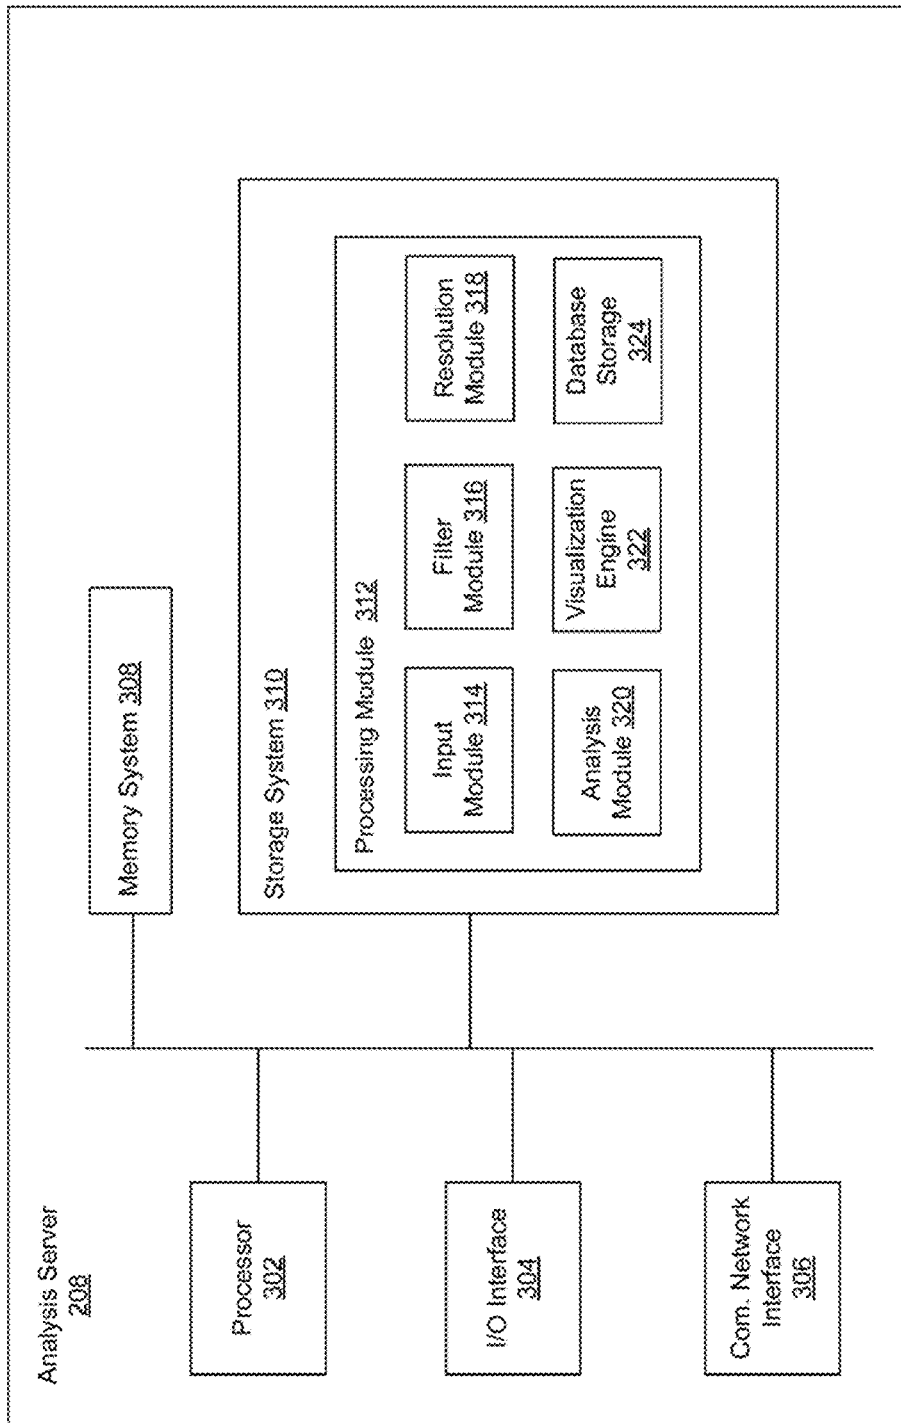 Analysis Server
208
Processor
302
I/O Interface
304
Com. Network
Interface
306
Memory System 308
Storage System 310
Processing Module 312
Input
Module 314
Filter
Module 316
Resolution
Module 318
Analysis
Module 320
Visualization
Engine
322
Database
Storage
324